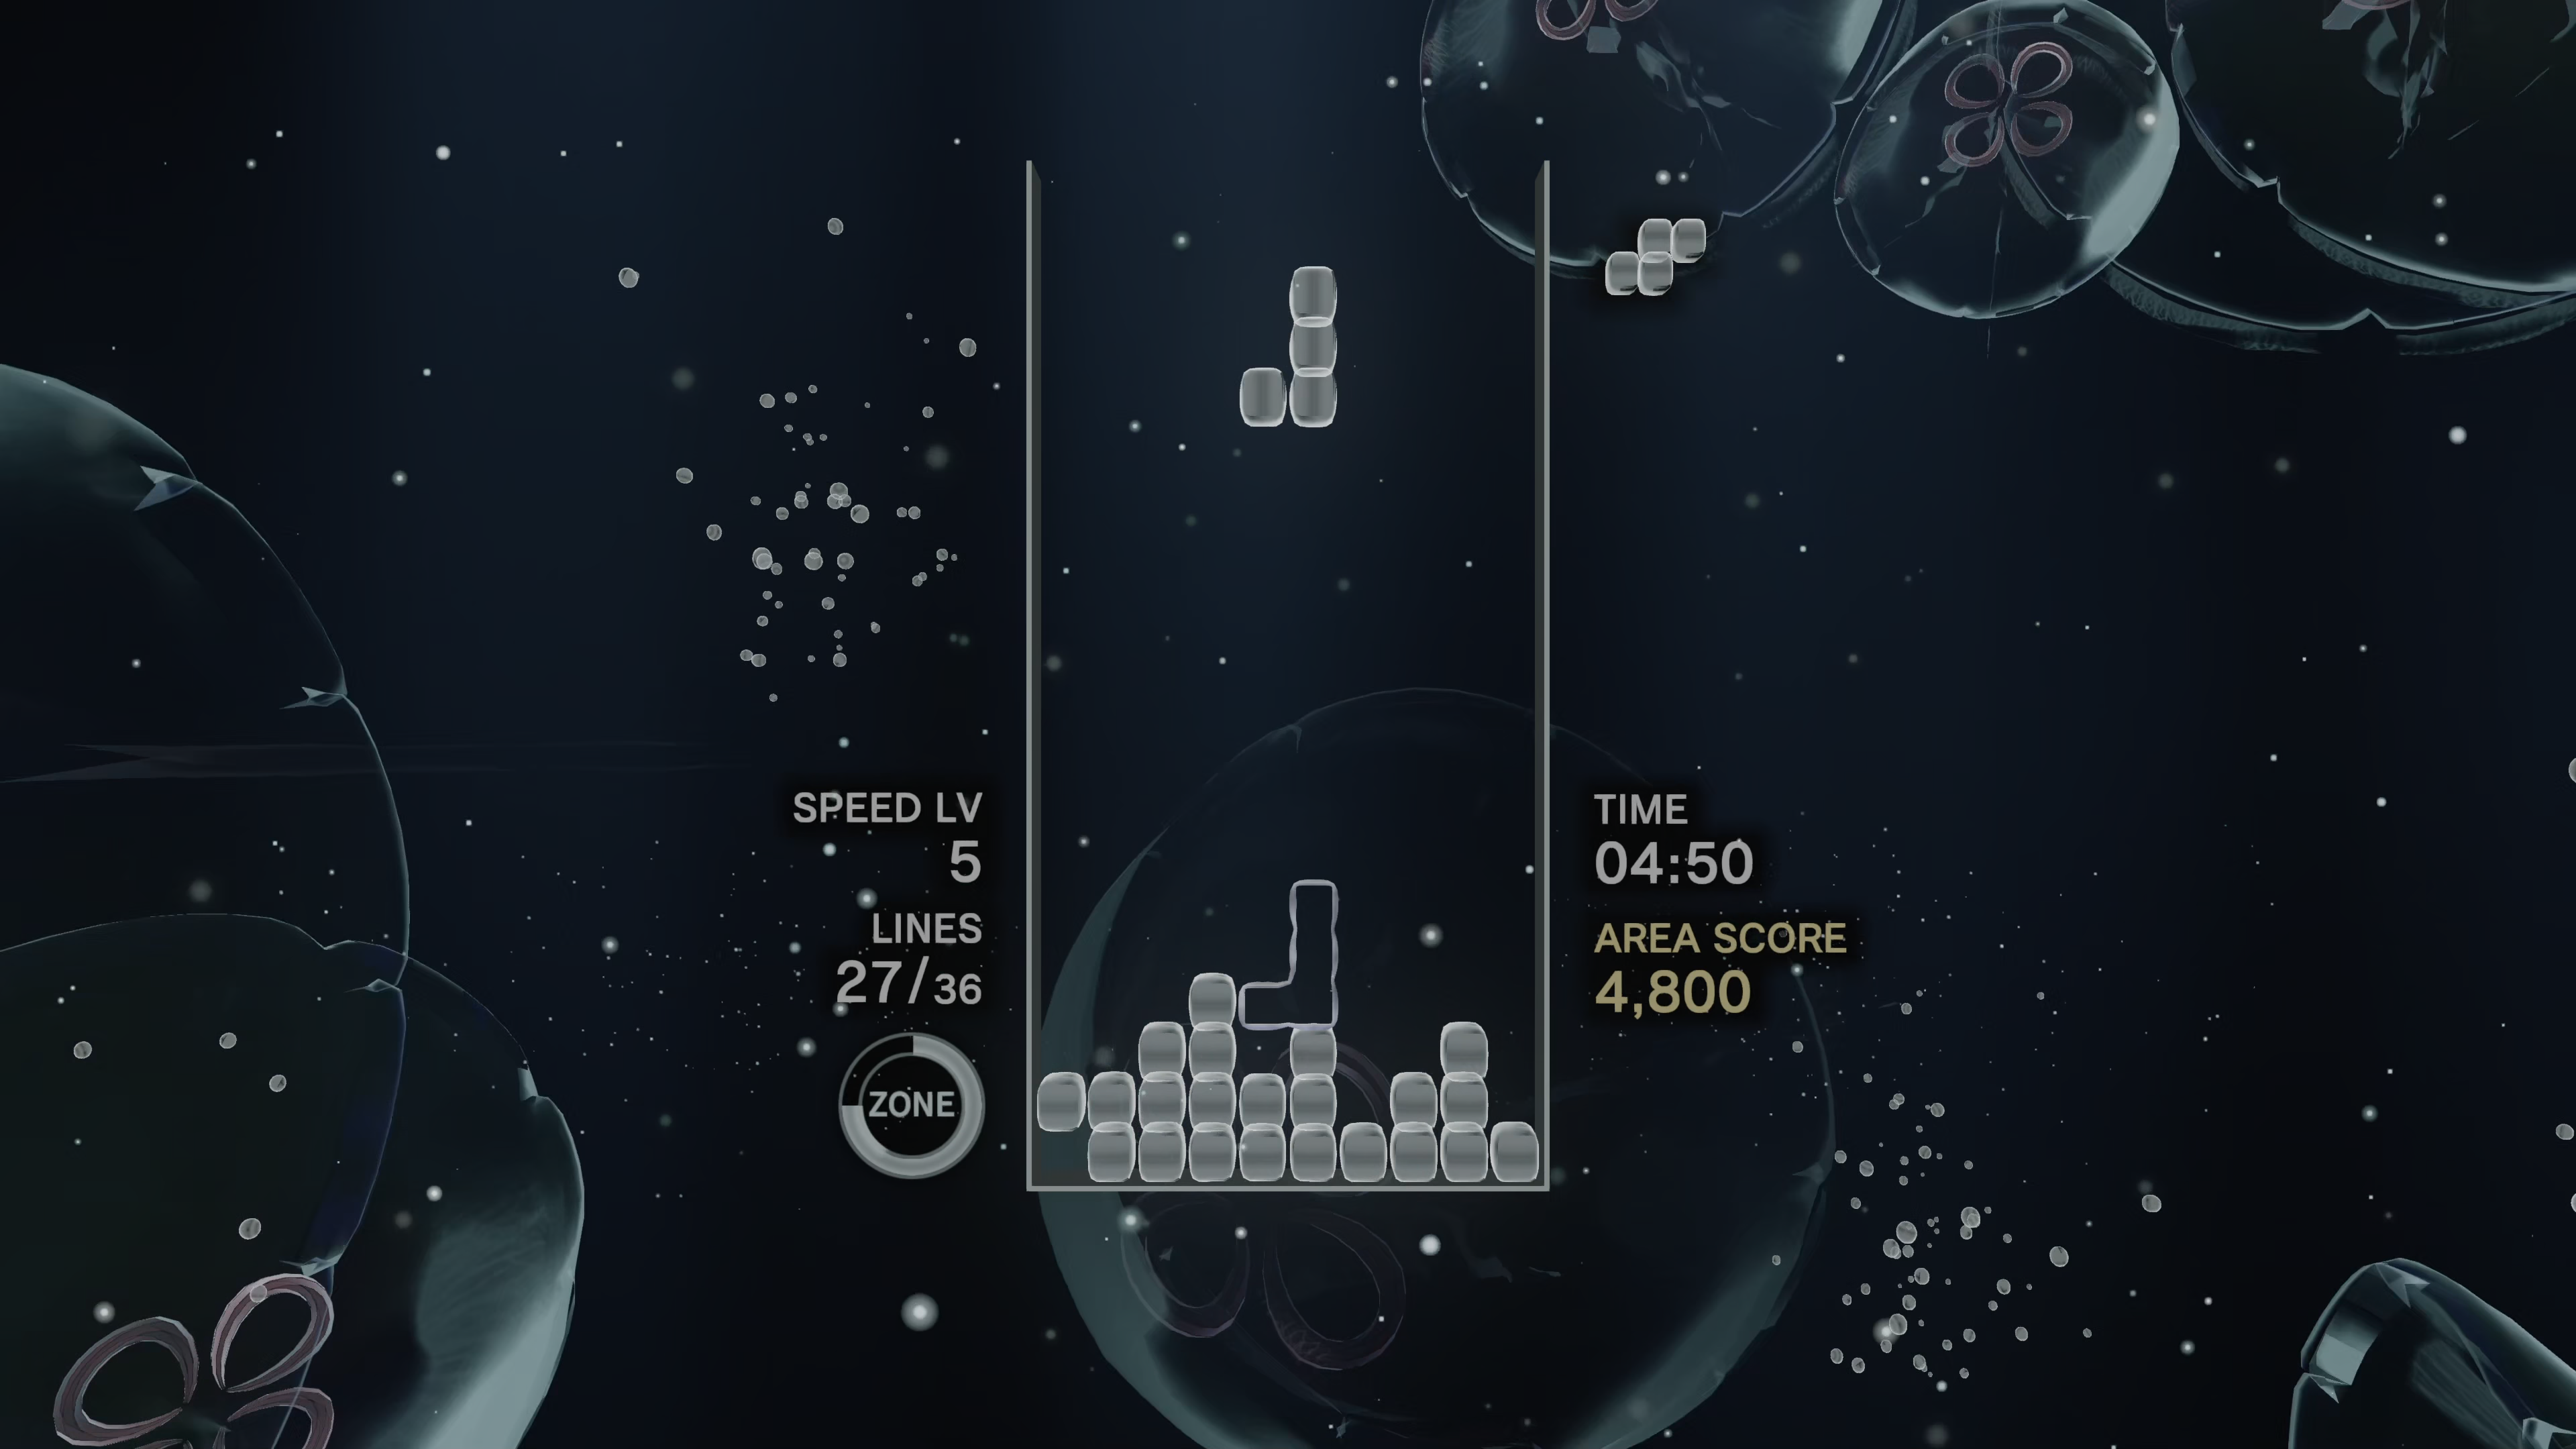 SPEED LV
5
LINES
27/36
ZONE
TIME
04:50
AREA SCORE
4,800